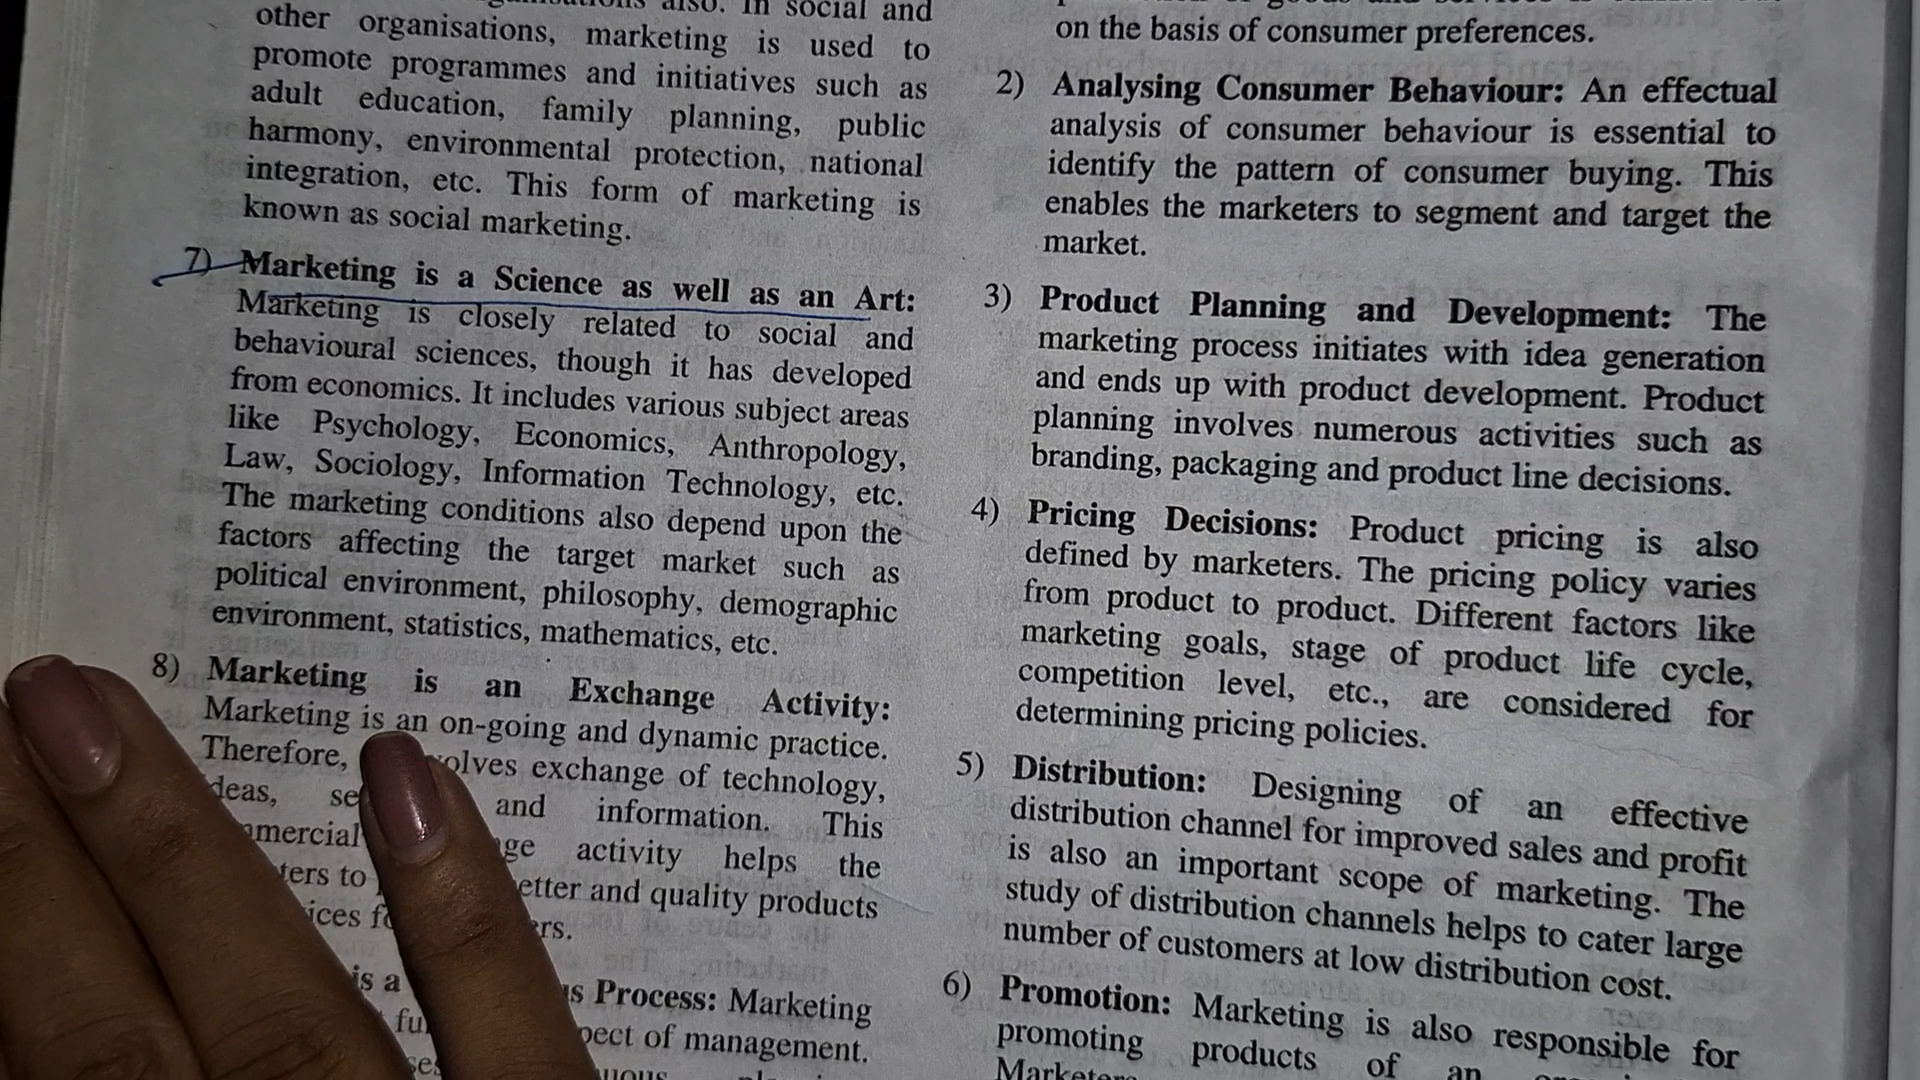 also. In social and
other organisations, marketing is used to
promote programmes and initiatives such as
adult education, family planning, public
harmony, environmental protection, national
integration, etc. This form of marketing is
known as social marketing.
7) Marketing is a Science as well as an Art:
Marketing is closely related to social and
behavioural sciences, though it has developed
from economics. It includes various subject areas
like Psychology, Economics, Anthropology,
Law, Sociology, Information Technology, etc.
The marketing conditions also depend upon the
factors affecting the target market such as
political environment, philosophy, demographic
environment, statistics, mathematics, etc.
8) Marketing is an Exchange Activity:
Marketing is an on-going and dynamic practice.
Therefore, exchange of technology,
and information. This
activity helps the
to and quality products
is a Process: Marketing
of management.
on the basis of consumer preferences.
2) Analysing Consumer Behaviour: An effectual
analysis of consumer behaviour is essential to
identify the pattern of consumer buying. This
enables the marketers to segment and target the
market.
3) Product Planning and Development: The
marketing process initiates with idea generation
and ends up with product development. Product
planning involves numerous activities such as
branding, packaging and product line decisions.
4) Pricing Decisions: Product pricing is also
defined by marketers. The pricing policy varies
from product to product. Different factors like
marketing goals, stage of product life cycle,
competition level, etc., are considered for
determining pricing policies.
5) Distribution: Designing of an effective
distribution channel for improved sales and profit
is also an important scope of marketing. The
study of distribution channels helps to cater large
number of customers at low distribution cost.
6) Promotion: Marketing is also responsible for
promoting products of an